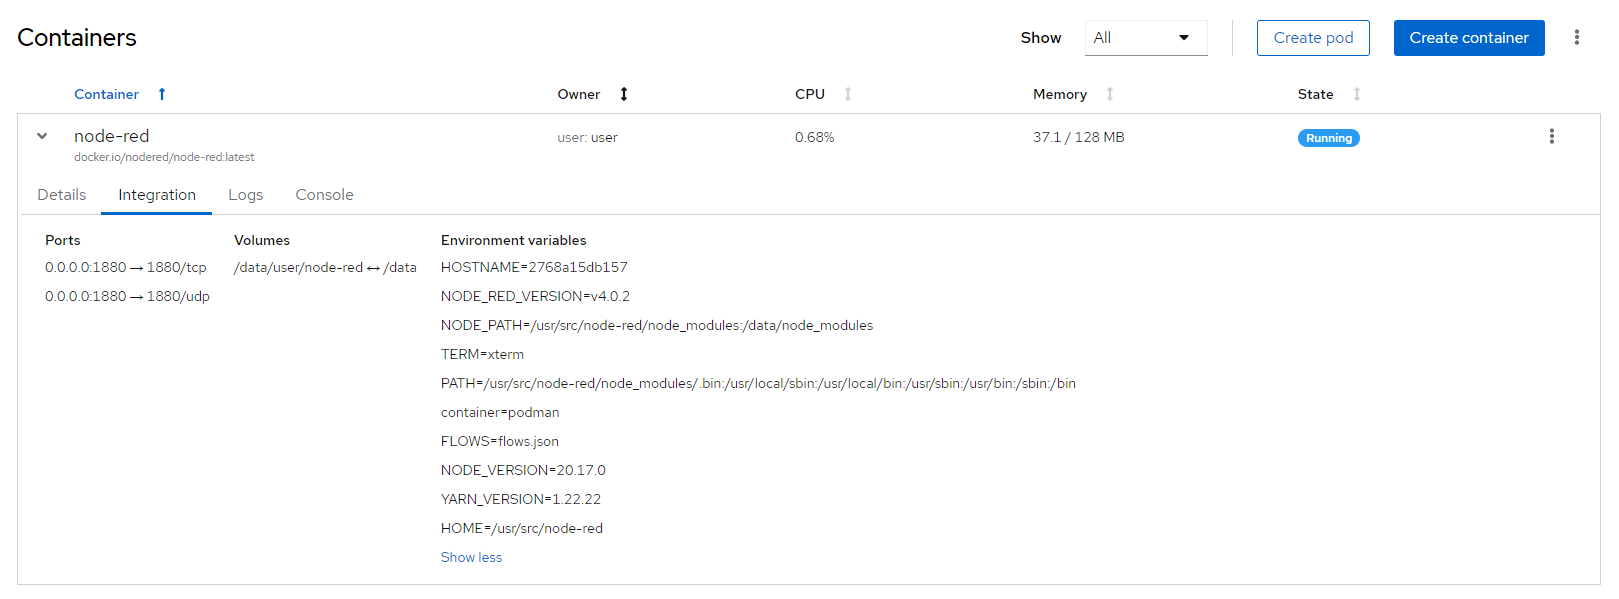 Containers
Show All Create pod Create container
Container Owner CPU Memory State
node-red user: user 0.68% 37.1 / 128 MB Running
docker.io/nodered/node-red:latest
Details Integration Logs Console
Ports Volumes Environment variables
0.0.0.0:1880 → 1880/tcp /data/user/node-red ↔ /data HOSTNAME=2768a15db157
0.0.0.0:1880 → 1880/udp NODE_RED_VERSION=v4.0.2
NODE_PATH=/usr/src/node-red/node_modules:/data/node_modules
TERM=xterm
PATH=/usr/src/node-red/node_modules/.bin:/usr/local/sbin:/usr/local/bin:/usr/sbin:/usr/bin:/sbin:/bin
container=podman
FLOWS=flows.json
NODE_VERSION=20.17.0
YARN_VERSION=1.22.22
HOME=/usr/src/node-red
Show less